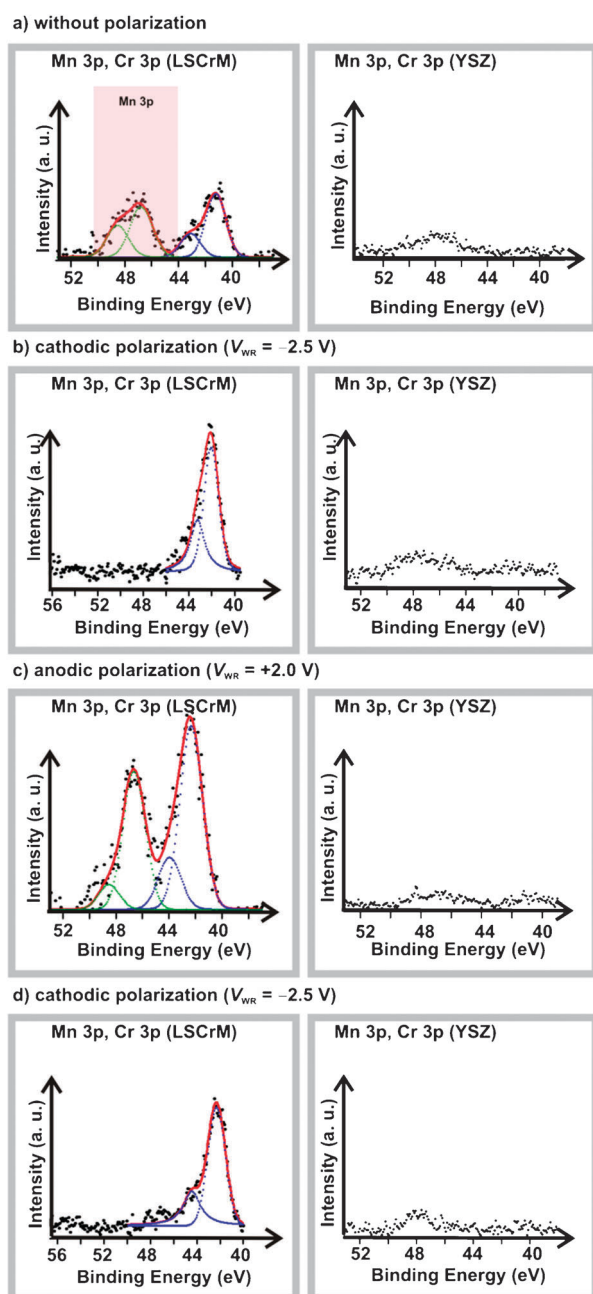 a) without polarization
Mn 3p, Cr 3p (LSCrM)
Mn 3p
Intensity (a. u.)
52 48 44 40
Binding Energy (eV)
Mn 3p, Cr 3p (YSZ)
Intensity (a. u.)
52 48 44 40
Binding Energy (eV)
b) cathodic polarization (VWR = −2.5 V)
Mn 3p, Cr 3p (LSCrM)
Intensity (a. u.)
56 52 48 44 40
Binding Energy (eV)
Mn 3p, Cr 3p (YSZ)
Intensity (a. u.)
52 48 44 40
Binding Energy (eV)
c) anodic polarization (VWR = +2.0 V)
Mn 3p, Cr 3p (LSCrM)
Intensity (a. u.)
52 48 44 40
Binding Energy (eV)
Mn 3p, Cr 3p (YSZ)
Intensity (a. u.)
52 48 44 40
Binding Energy (eV)
d) cathodic polarization (VWR = −2.5 V)
Mn 3p, Cr 3p (LSCrM)
Intensity (a. u.)
56 52 48 44 40
Binding Energy (eV)
Mn 3p, Cr 3p (YSZ)
Intensity (a. u.)
52 48 44 40
Binding Energy (eV)